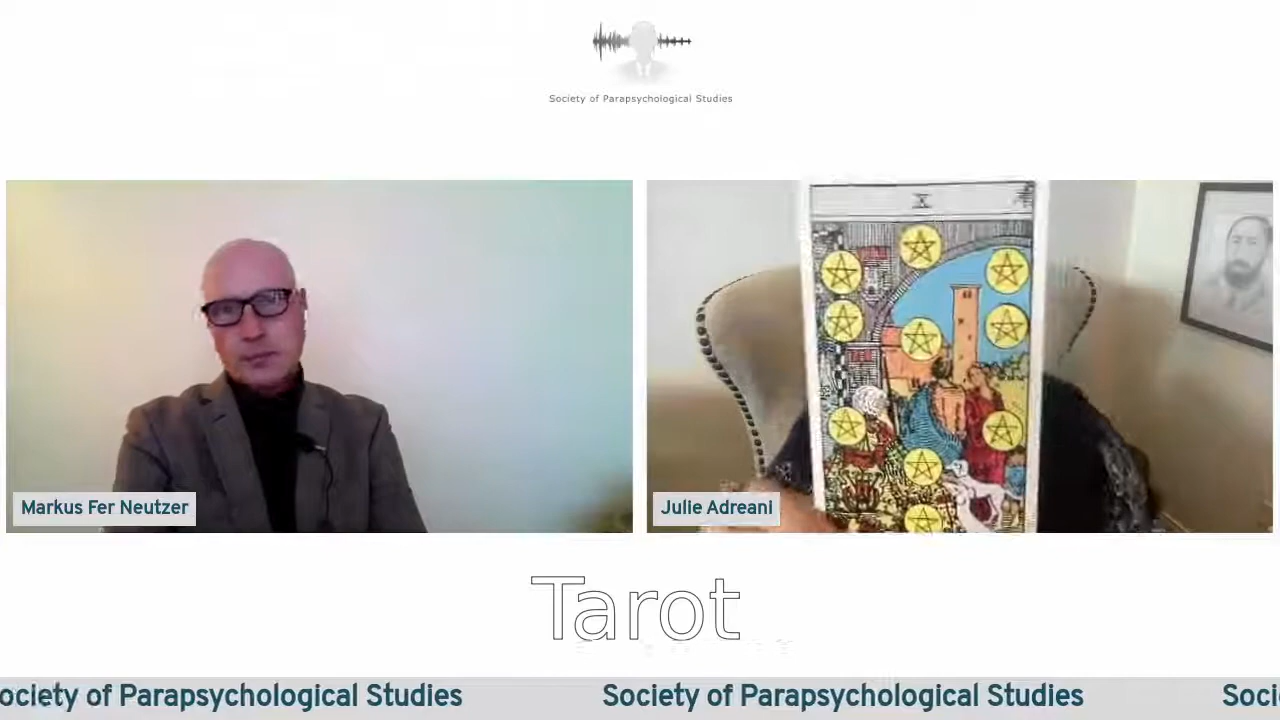 Society of Parapsychological Studies
X
Markus Fer Neutzer
Julie Adreani
Tarot
ociety of Parapsychological Studies
Society of Parapsychological Studies
Soci